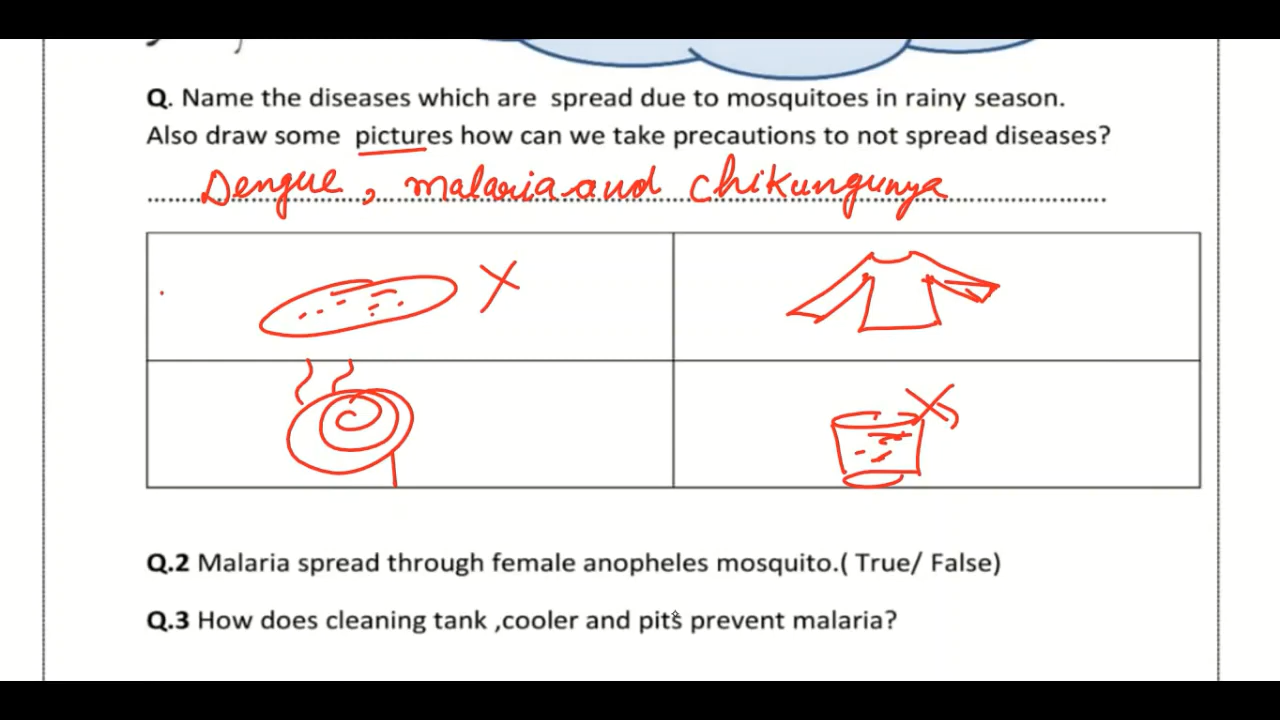 Q. Name the diseases which are spread due to mosquitoes in rainy season.
Also draw some pictures how can we take precautions to not spread diseases?
Dengue, malaria and chikungunya
Q.2 Malaria spread through female anopheles mosquito.( True/ False)
Q.3 How does cleaning tank ,cooler and pits prevent malaria?